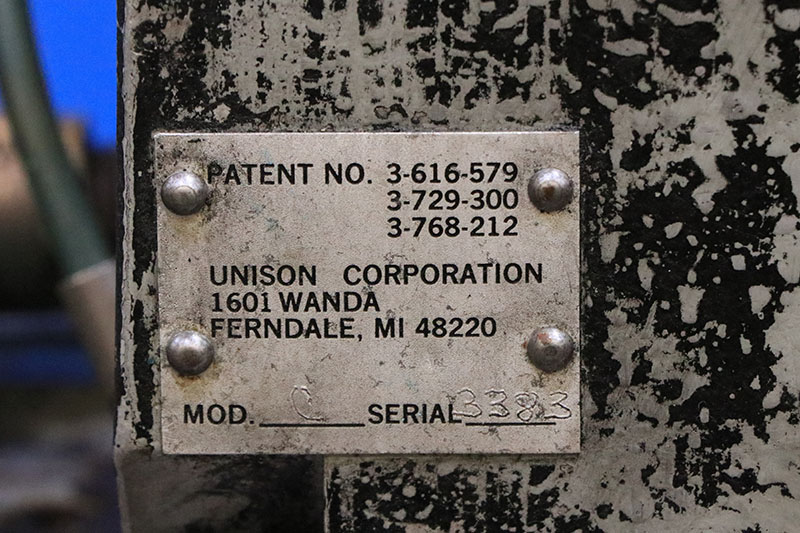 PATENT NO. 3-616-579
3-729-300
3-768-212
UNISON CORPORATION
1601 WANDA
FERNDALE, MI 48220
MOD. C SERIAL 3383